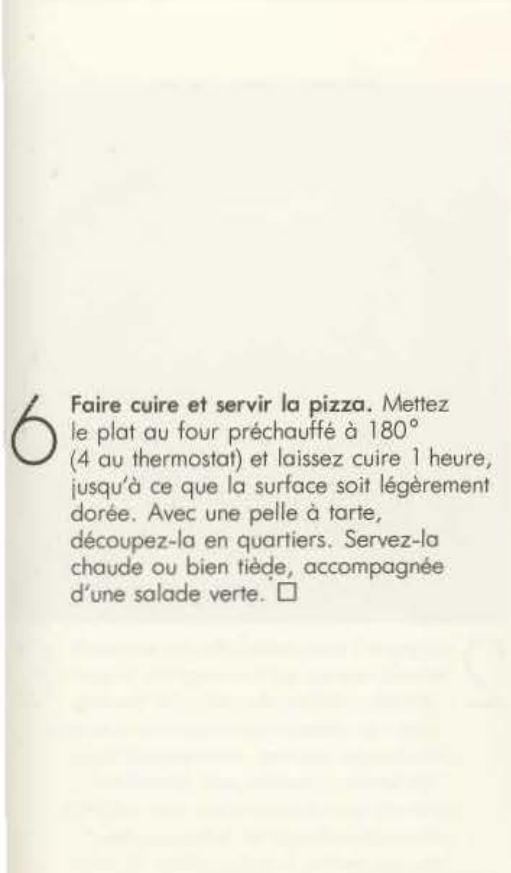 6
Faire cuire et servir la pizza. Mettez
le plat au four préchauffé à 180°
(4 au thermostat) et laissez cuire 1 heure,
jusqu'à ce que la surface soit légèrement
dorée. Avec une pelle à tarte,
découpez-la en quartiers. Servez-la
chaude ou bien tiède, accompagnée
d'une salade verte. □